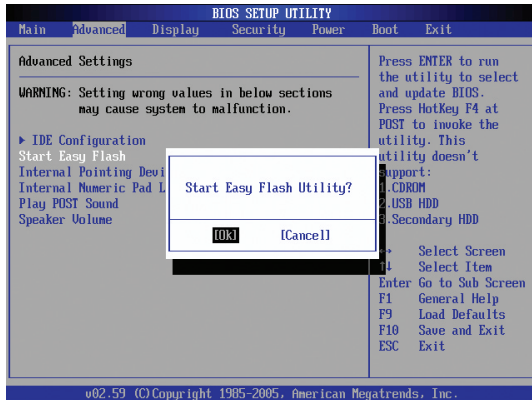 BIOS SETUP UTILITY
Main Advanced Display Security Power Boot Exit
Advanced Settings
WARNING: Setting wrong values in below sections
may cause system to malfunction.
▶ IDE Configuration
Start Easy Flash
Internal Pointing Devi
Internal Numeric Pad L
Play POST Sound
Speaker Volume
Start Easy Flash Utility?
[Ok] [Cancel]
Press ENTER to run
the utility to select
and update BIOS.
Press HotKey F4 at
POST to invoke the
utility. This
utility doesn't
support:
1.CDROM
2.USB HDD
3.Secondary HDD
↔ Select Screen
↑↓ Select Item
Enter Go to Sub Screen
F1 General Help
F9 Load Defaults
F10 Save and Exit
ESC Exit
v02.59 (C)Copyright 1985-2005, American Megatrends, Inc.